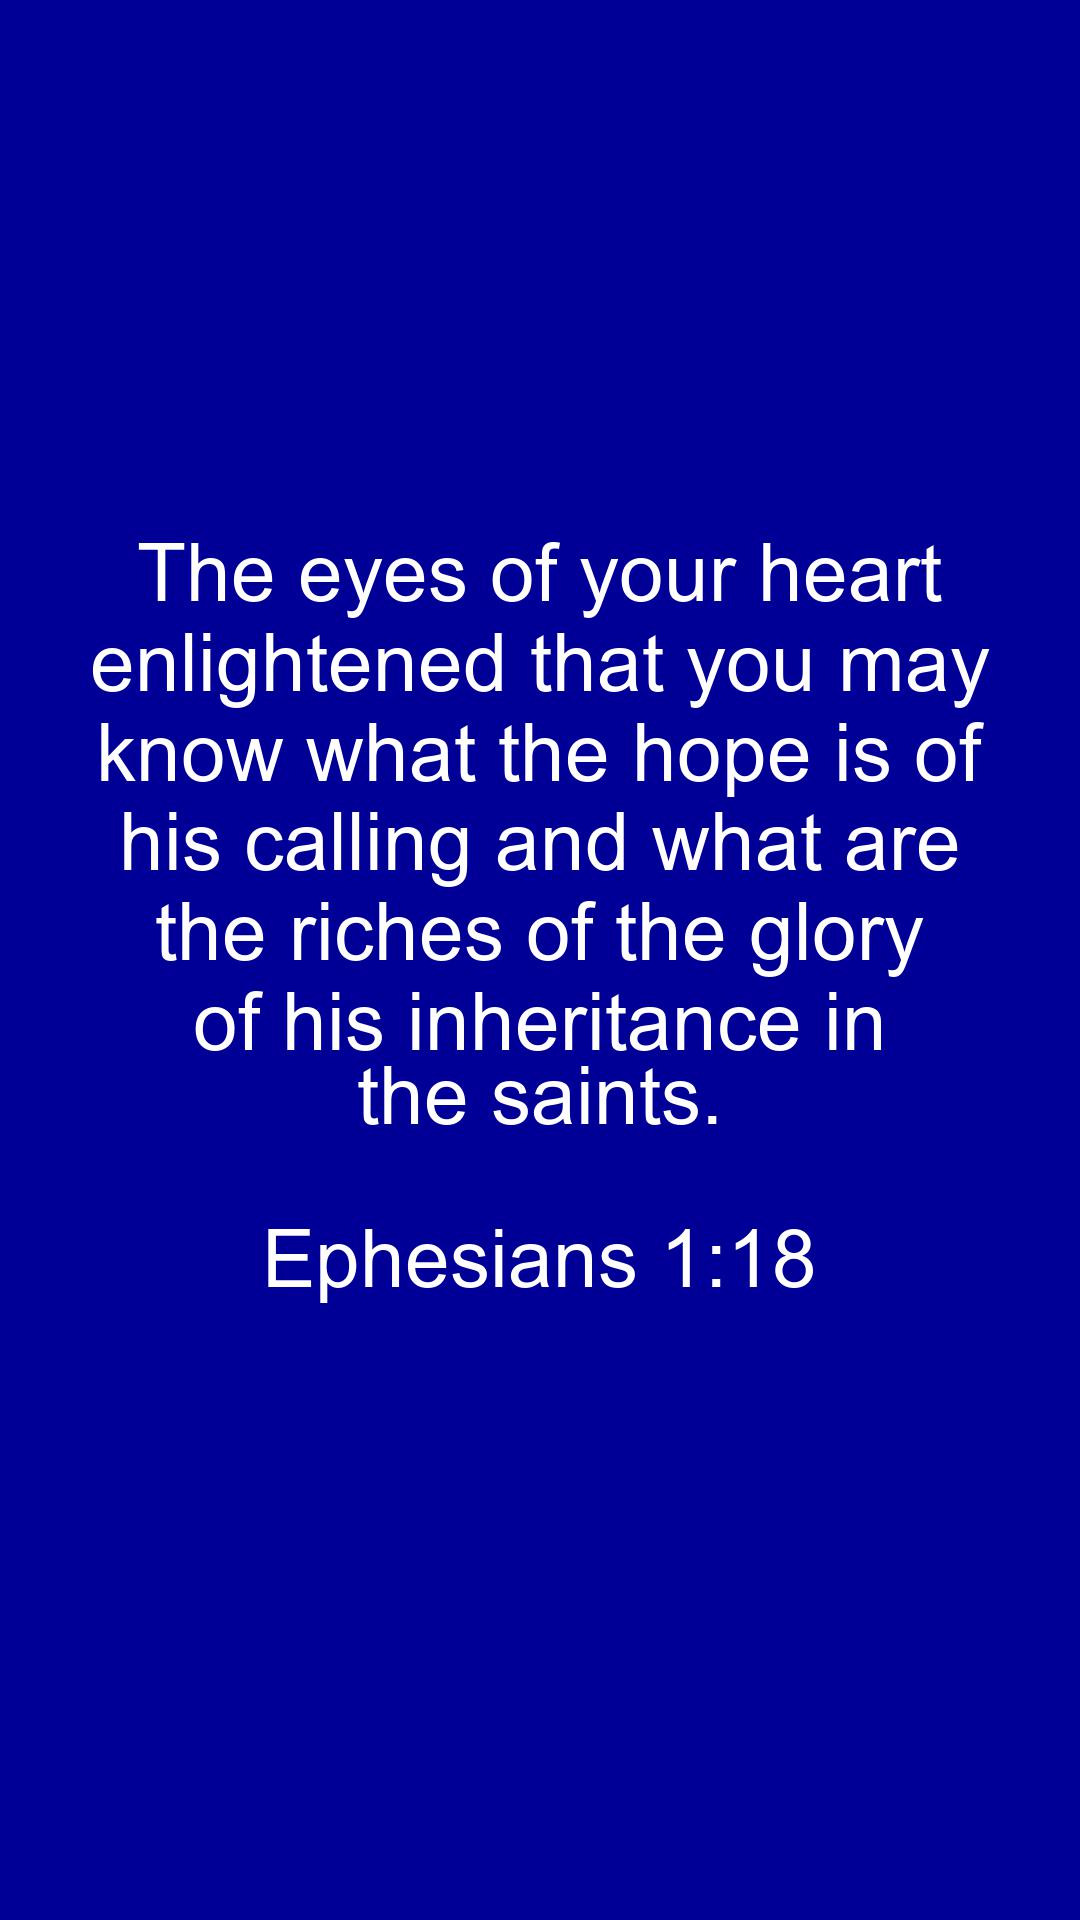 The eyes of your heart
enlightened that you may
know what the hope is of
his calling and what are
the riches of the glory
of his inheritance in
the saints.
Ephesians 1:18